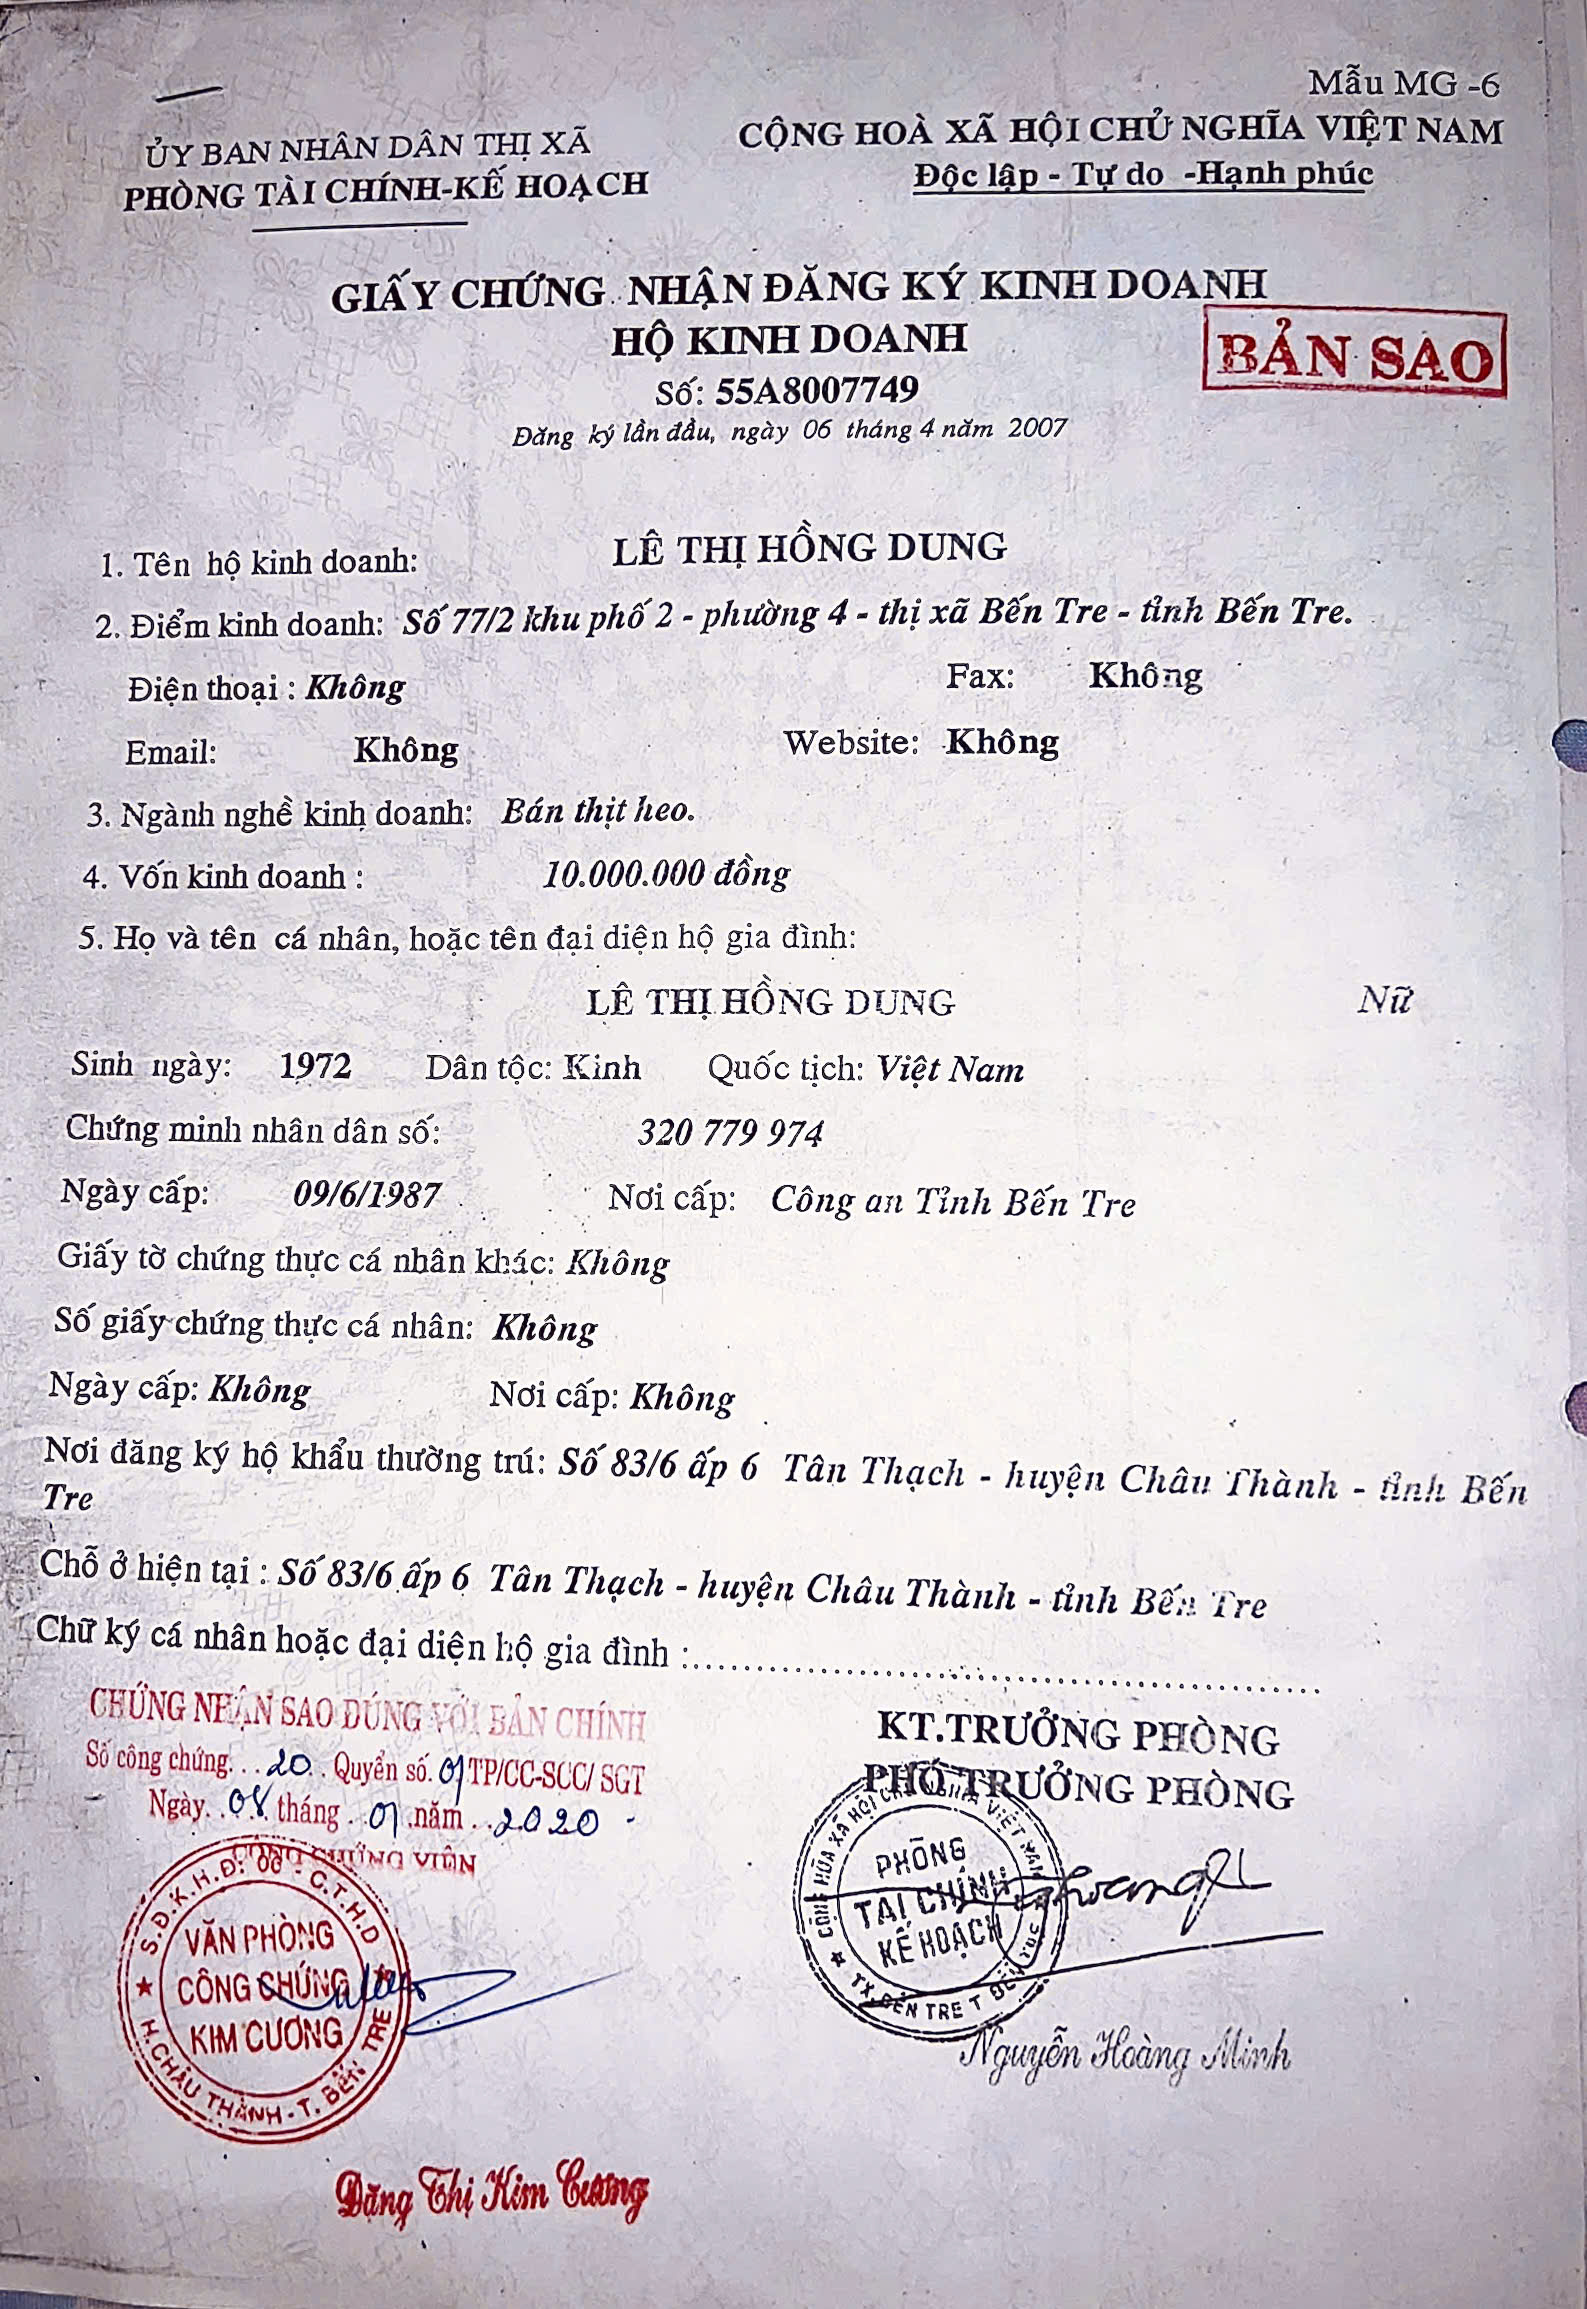 Mẫu MG -6
ỦY BAN NHÂN DÂN THỊ XÃ
PHÒNG TÀI CHÍNH-KẾ HOẠCH
CỘNG HOÀ XÃ HỘI CHỦ NGHĨA VIỆT NAM
Độc lập - Tự do -Hạnh phúc
GIẤY CHỨNG NHẬN ĐĂNG KÝ KINH DOANH
HỘ KINH DOANH
BẢN SAO
Số: 55A8007749
Đăng ký lần đầu, ngày 06 tháng 4 năm 2007
1. Tên hộ kinh doanh: LÊ THỊ HỒNG DUNG
2. Điểm kinh doanh: Số 77/2 khu phố 2 - phường 4 - thị xã Bến Tre - tỉnh Bến Tre.
Điện thoại : Không Fax: Không
Email: Không Website: Không
3. Ngành nghề kinh doanh: Bán thịt heo.
4. Vốn kinh doanh : 10.000.000 đồng
5. Họ và tên cá nhân, hoặc tên đại diện hộ gia đình:
LÊ THỊ HỒNG DUNG Nữ
Sinh ngày: 1972 Dân tộc: Kinh Quốc tịch: Việt Nam
Chứng minh nhân dân số: 320 779 974
Ngày cấp: 09/6/1987 Nơi cấp: Công an Tỉnh Bến Tre
Giấy tờ chứng thực cá nhân khác: Không
Số giấy chứng thực cá nhân: Không
Ngày cấp: Không Nơi cấp: Không
Nơi đăng ký hộ khẩu thường trú: Số 83/6 ấp 6 Tân Thạch - huyện Châu Thành - tỉnh Bến
Tre
Chỗ ở hiện tại : Số 83/6 ấp 6 Tân Thạch - huyện Châu Thành - tỉnh Bến Tre
Chữ ký cá nhân hoặc đại diện hộ gia đình :..........................................................
CHỨNG NHẬN SAO ĐÚNG VỚI BẢN CHÍNH
Số công chứng...20.. Quyển số.01TP/CC-SCC/ SGT
Ngày..08 tháng..01.năm..2020
CÔNG CHỨNG VIÊN
VĂN PHÒNG
CÔNG CHỨNG
KIM CƯƠNG
H.CHÂU THÀNH - T. BẾN TRE
Đặng Thị Kim Cương
KT.TRƯỞNG PHÒNG
PHÓ TRƯỞNG PHÒNG
CỘNG HÒA XÃ HỘI CHỦ NGHĨA VIỆT NAM
PHÒNG
TÀI CHÍNH
KẾ HOẠCH
TX.BẾN TRE T BẾN
Nguyễn Hoàng Minh